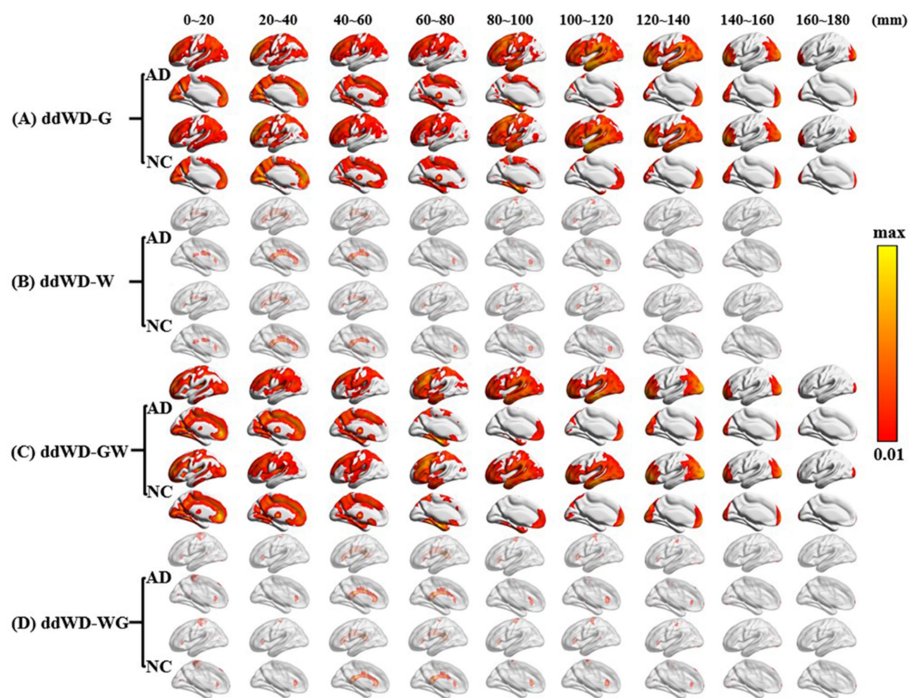 0~20 20~40 40~60 60~80 80~100 100~120 120~140 140~160 160~180 (mm)
AD
(A) ddWD-G
NC
AD
(B) ddWD-W
NC
max
0.01
AD
(C) ddWD-GW
NC
AD
(D) ddWD-WG
NC